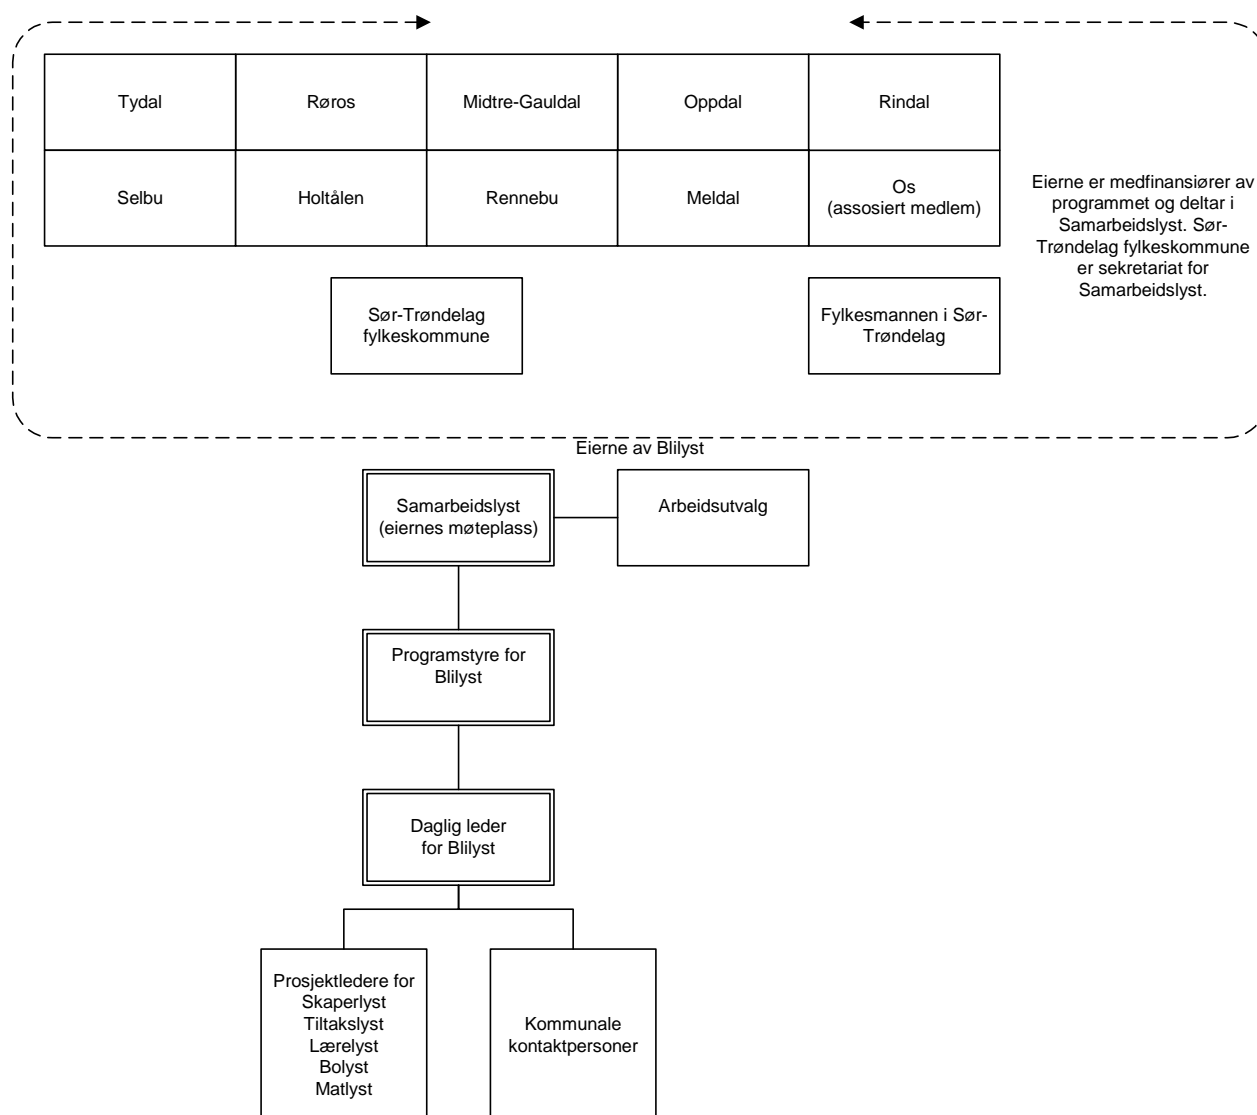 Tydal
Røros
Midtre-Gauldal
Oppdal
Rindal
Selbu
Holtålen
Rennebu
Meldal
Os
(assosiert medlem)
Eierne er medfinansiører av
programmet og deltar i
Samarbeidslyst. Sør-
Trøndelag fylkeskommune
er sekretariat for
Samarbeidslyst.
Sør-Trøndelag
fylkeskommune
Fylkesmannen i Sør-
Trøndelag
Eierne av Blilyst
Samarbeidslyst
(eiernes møteplass)
Arbeidsutvalg
Programstyre for
Blilyst
Daglig leder
for Blilyst
Prosjektledere for
Skaperlyst
Tiltakslyst
Lærelyst
Bolyst
Matlyst
Kommunale
kontaktpersoner